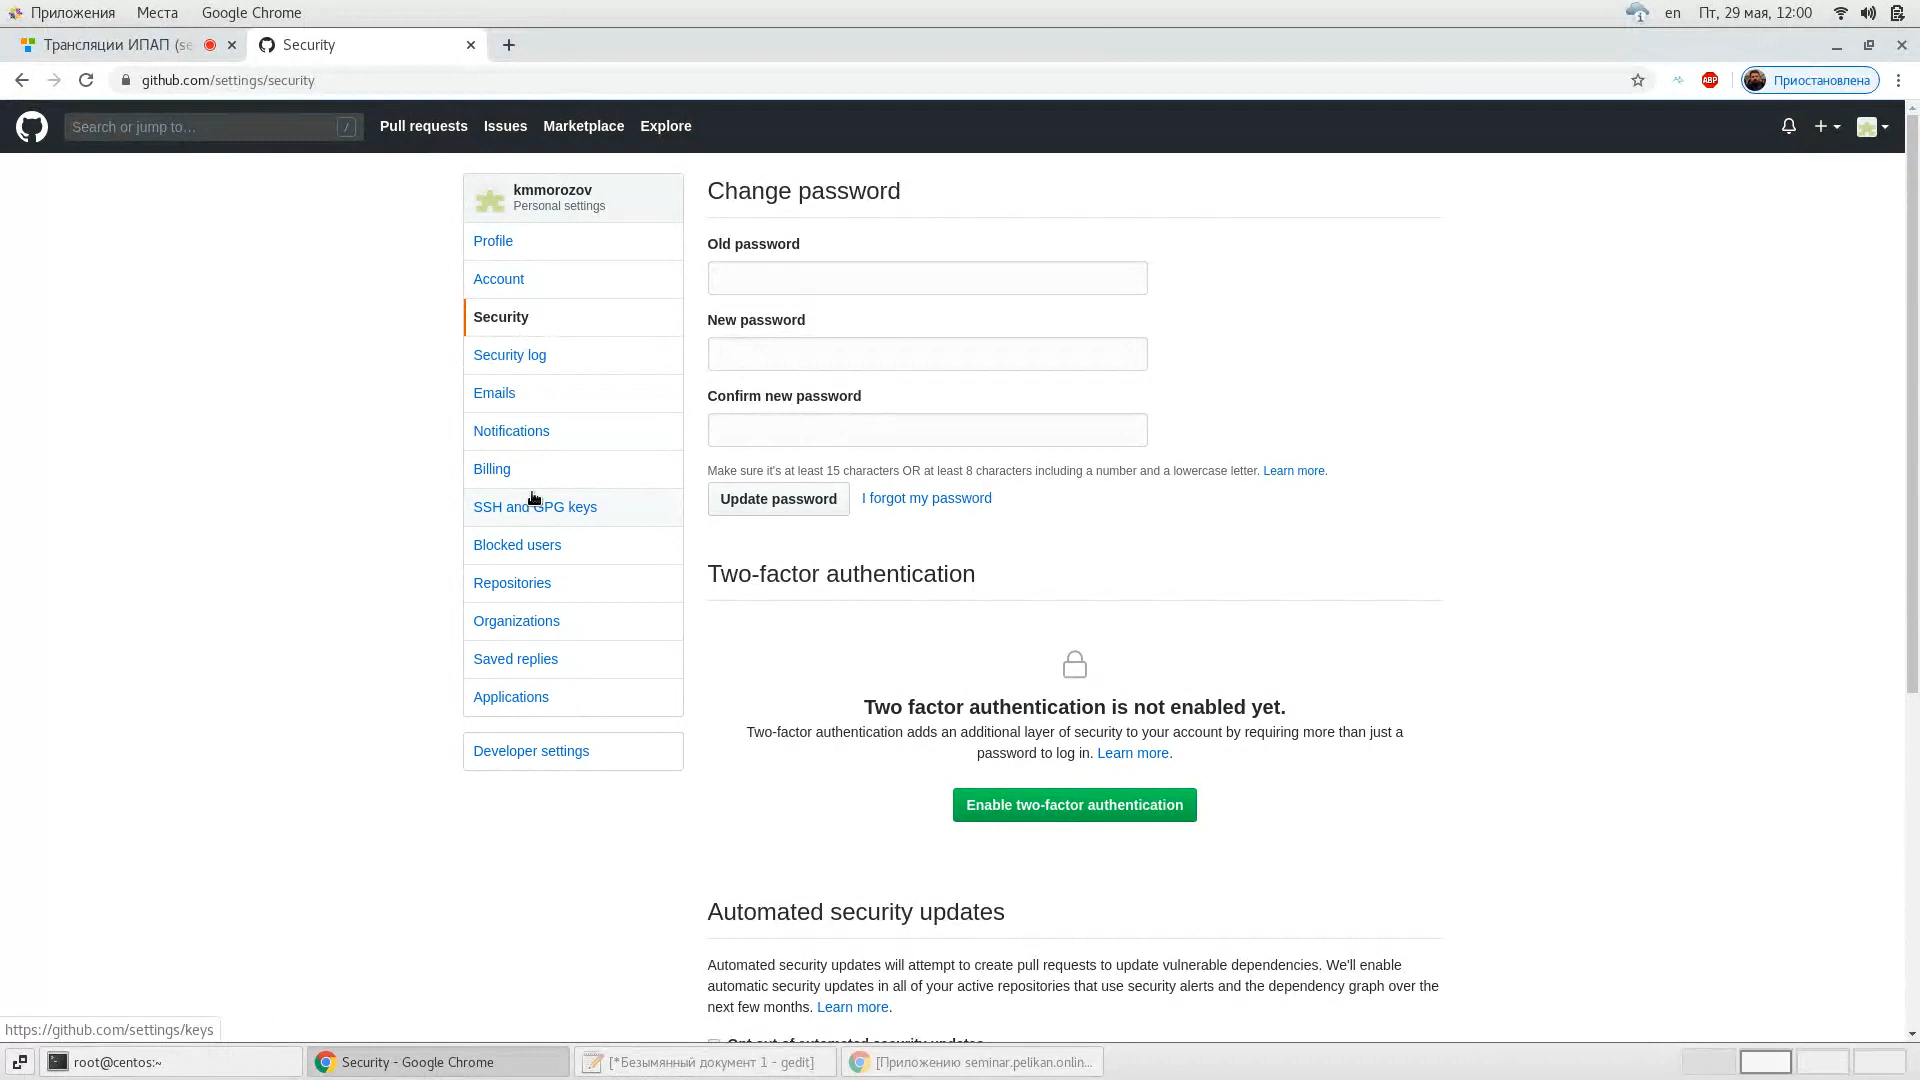 Приложения Места Google Chrome en Пт, 29 мая, 12:00
Трансляции ИПАП (se Security
github.com/settings/security ABP Приостановлена
Search or jump to… / Pull requests Issues Marketplace Explore
kmmorozov
Personal settings
Profile
Account
Security
Security log
Emails
Notifications
Billing
SSH and GPG keys
Blocked users
Repositories
Organizations
Saved replies
Applications
Developer settings
Change password
Old password
New password
Confirm new password
Make sure it's at least 15 characters OR at least 8 characters including a number and a lowercase letter. Learn more.
Update password I forgot my password
Two-factor authentication
Two factor authentication is not enabled yet.
Two-factor authentication adds an additional layer of security to your account by requiring more than just a
password to log in. Learn more.
Enable two-factor authentication
Automated security updates
Automated security updates will attempt to create pull requests to update vulnerable dependencies. We'll enable
automatic security updates in all of your active repositories that use security alerts and the dependency graph over the
next few months. Learn more.
Opt out of automated security updates
https://github.com/settings/keys
root@centos:~ Security - Google Chrome [*Безымянный документ 1 - gedit] [Приложению seminar.pelikan.onlin...